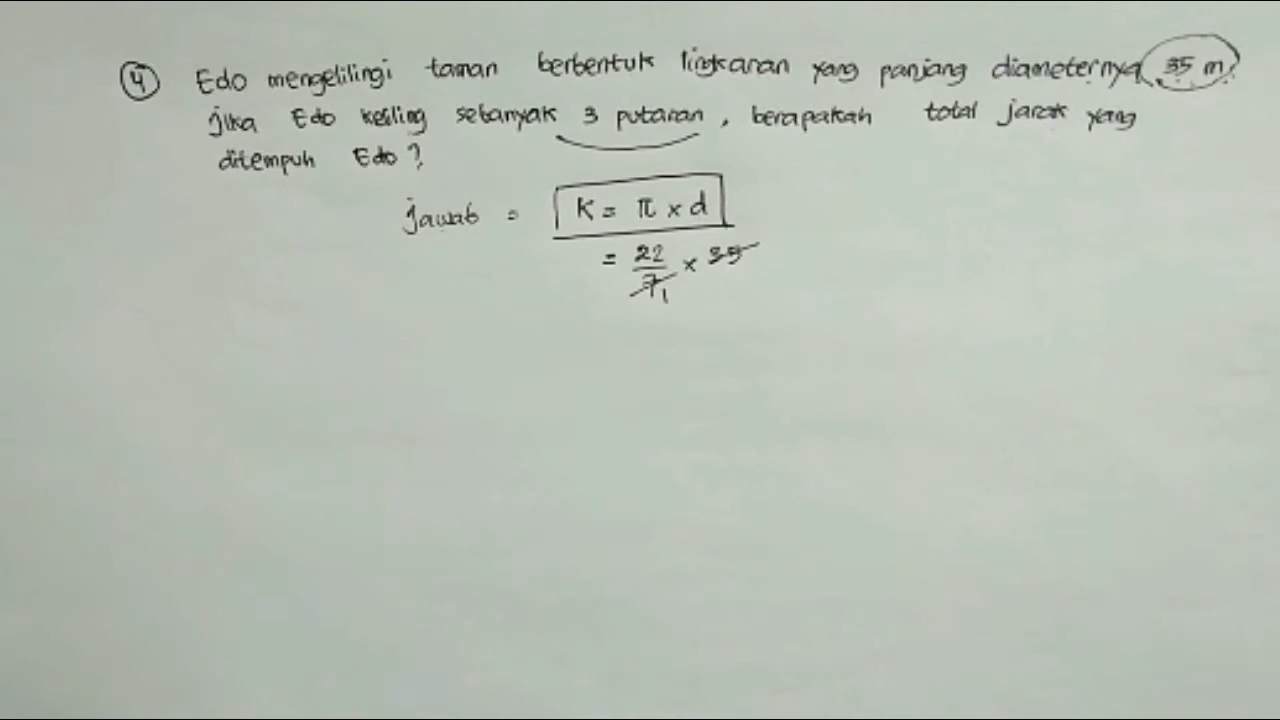 4 Edo mengelilingi taman berbentuk lingkaran yang panjang diameternya 35 m.
jika Edo keliling sebanyak 3 putaran, berapakah total jarak yang
ditempuh Edo?
jawab = K = π x d
= 22/7 1 x 35